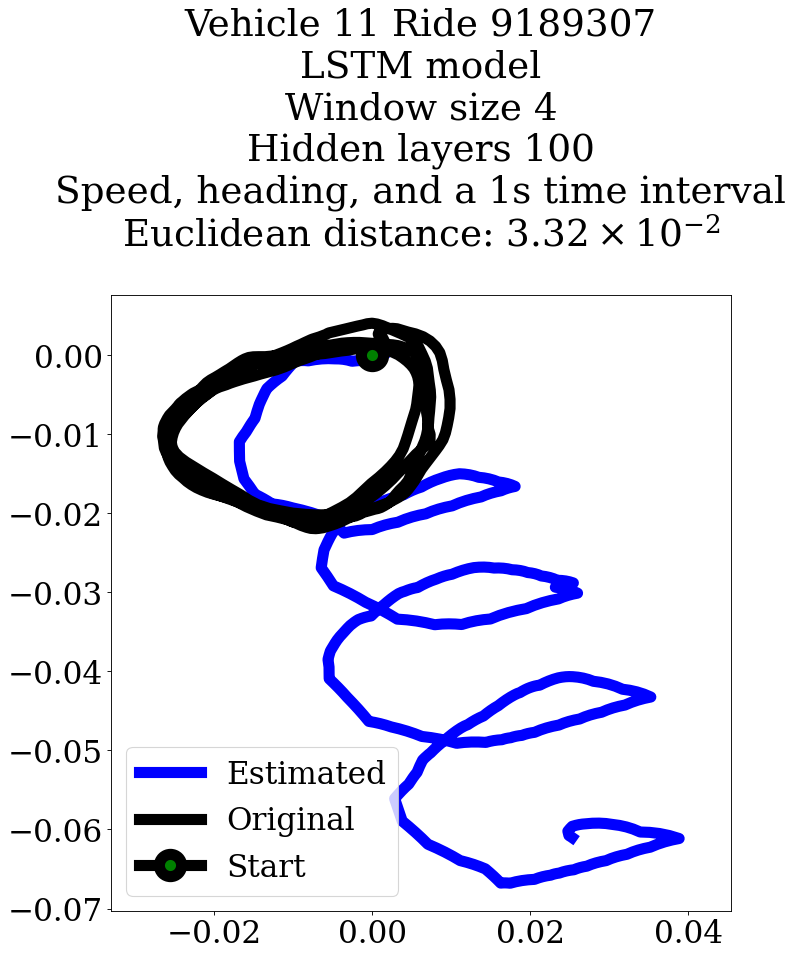 Vehicle 11 Ride 9189307
LSTM model
Window size 4
Hidden layers 100
Speed, heading, and a 1s time interval
Euclidean distance: 3.32 × 10⁻²
0.00
−0.01
−0.02
−0.03
−0.04
−0.05
−0.06
−0.07
Estimated
Original
Start
−0.02 0.00 0.02 0.04